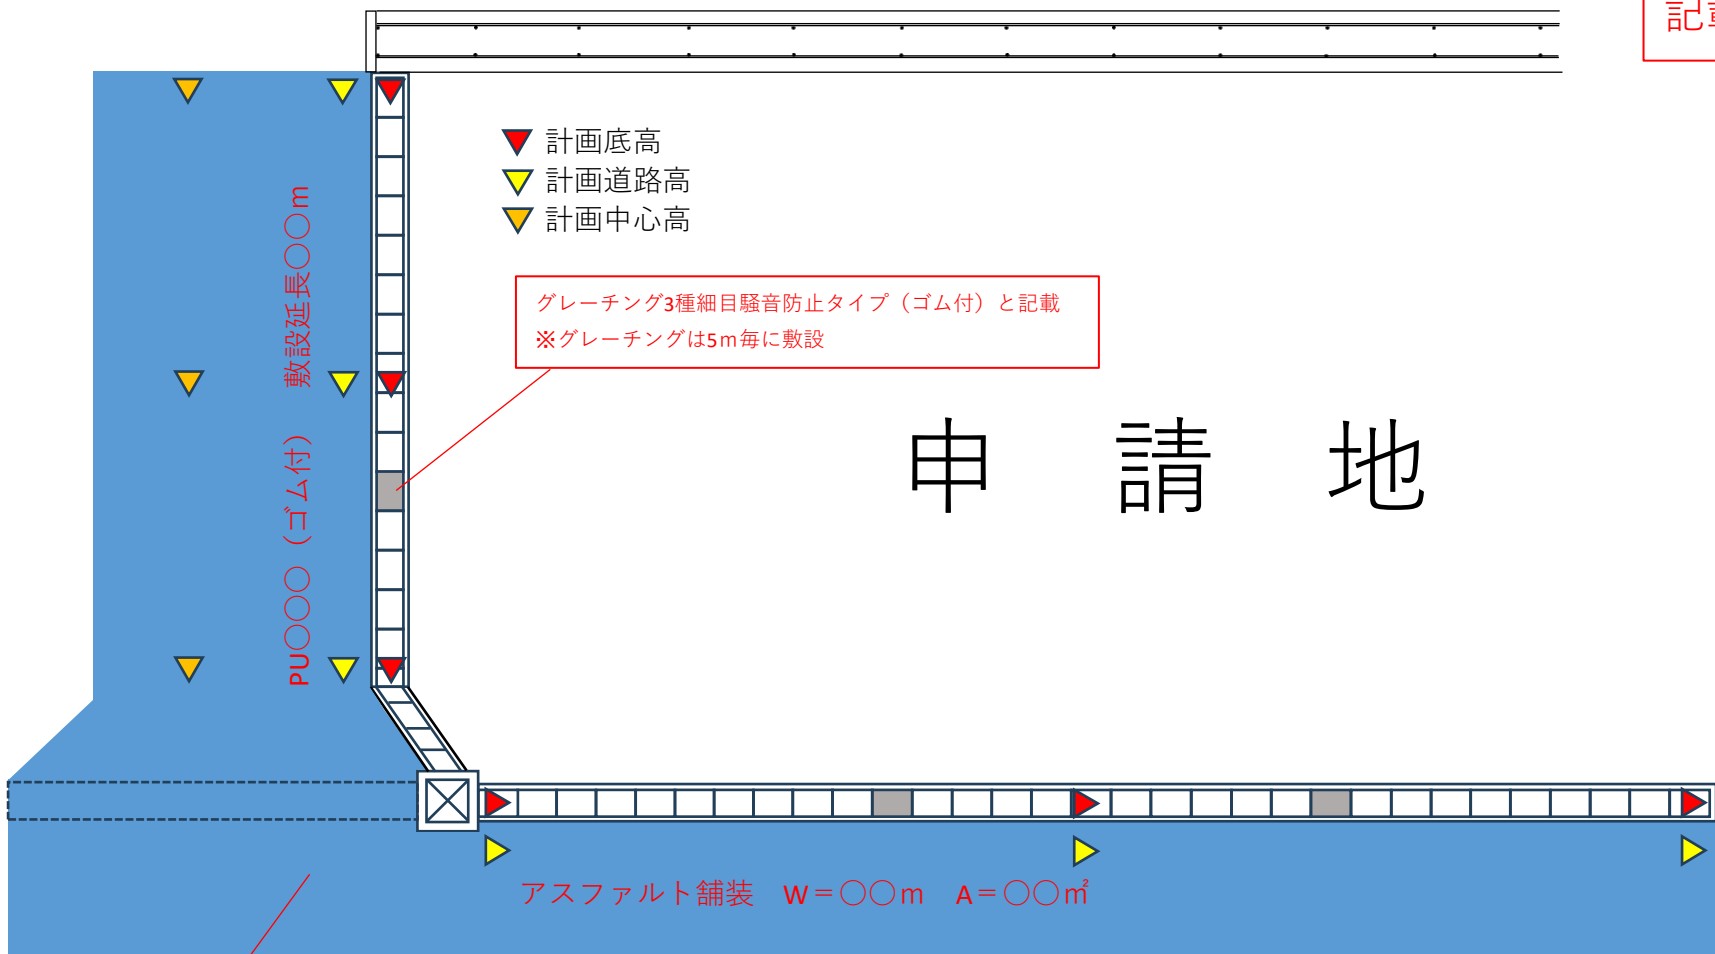 記載
計画底高
計画道路高
計画中心高
グレーチング3種細目騒音防止タイプ（ゴム付）と記載
※グレーチングは5ｍ毎に敷設
PU〇〇〇（ゴム付）　敷設延長〇〇ｍ
申　請　地
アスファルト舗装　W＝〇〇ｍ　A＝〇〇㎡